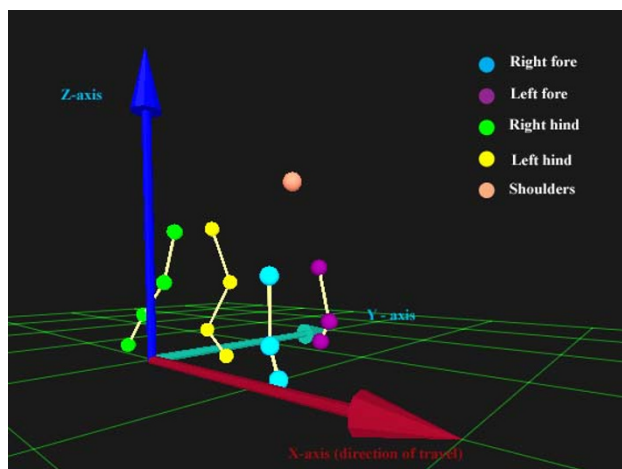 Z-axis
Right fore
Left fore
Right hind
Left hind
Shoulders
Y - axis
X-axis (direction of travel)